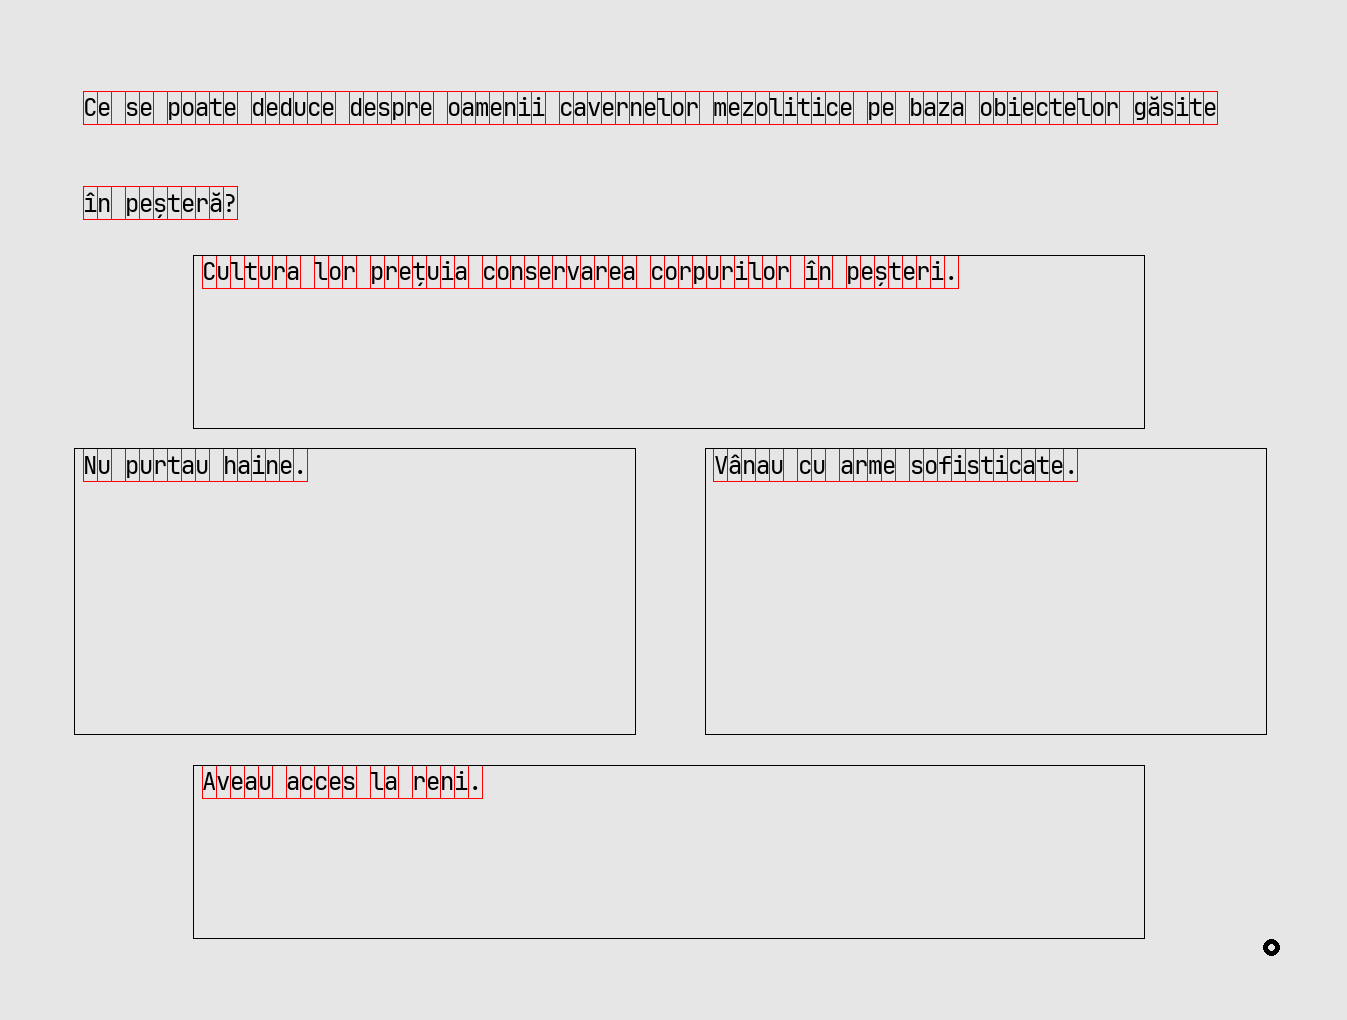 Ce se poate deduce despre oamenii cavernelor mezolitice pe baza obiectelor găsite
în peșteră?
Cultura lor prețuia conservarea corpurilor în peșteri.
Nu purtau haine.
Vânau cu arme sofisticate.
Aveau acces la reni.